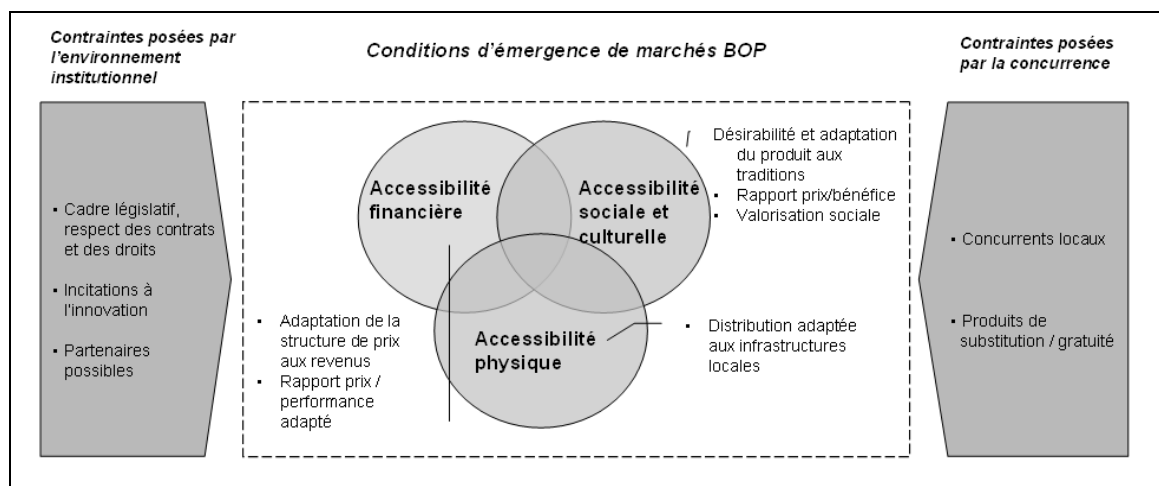 Contraintes posées par
l'environnement
institutionnel
Conditions d'émergence de marchés BOP
Contraintes posées
par la concurrence
▪ Cadre législatif,
respect des contrats
et des droits
▪ Incitations à
l'innovation
▪ Partenaires
possibles
Accessibilité
financière
Accessibilité
sociale et
culturelle
Accessibilité
physique
Désirabilité et adaptation
du produit aux
traditions
▪ Rapport prix/bénéfice
▪ Valorisation sociale
▪ Adaptation de la
structure de prix
aux revenus
▪ Rapport prix /
performance
adapté
▪ Distribution adaptée
aux infrastructures
locales
▪ Concurrents locaux
▪ Produits de
substitution / gratuité